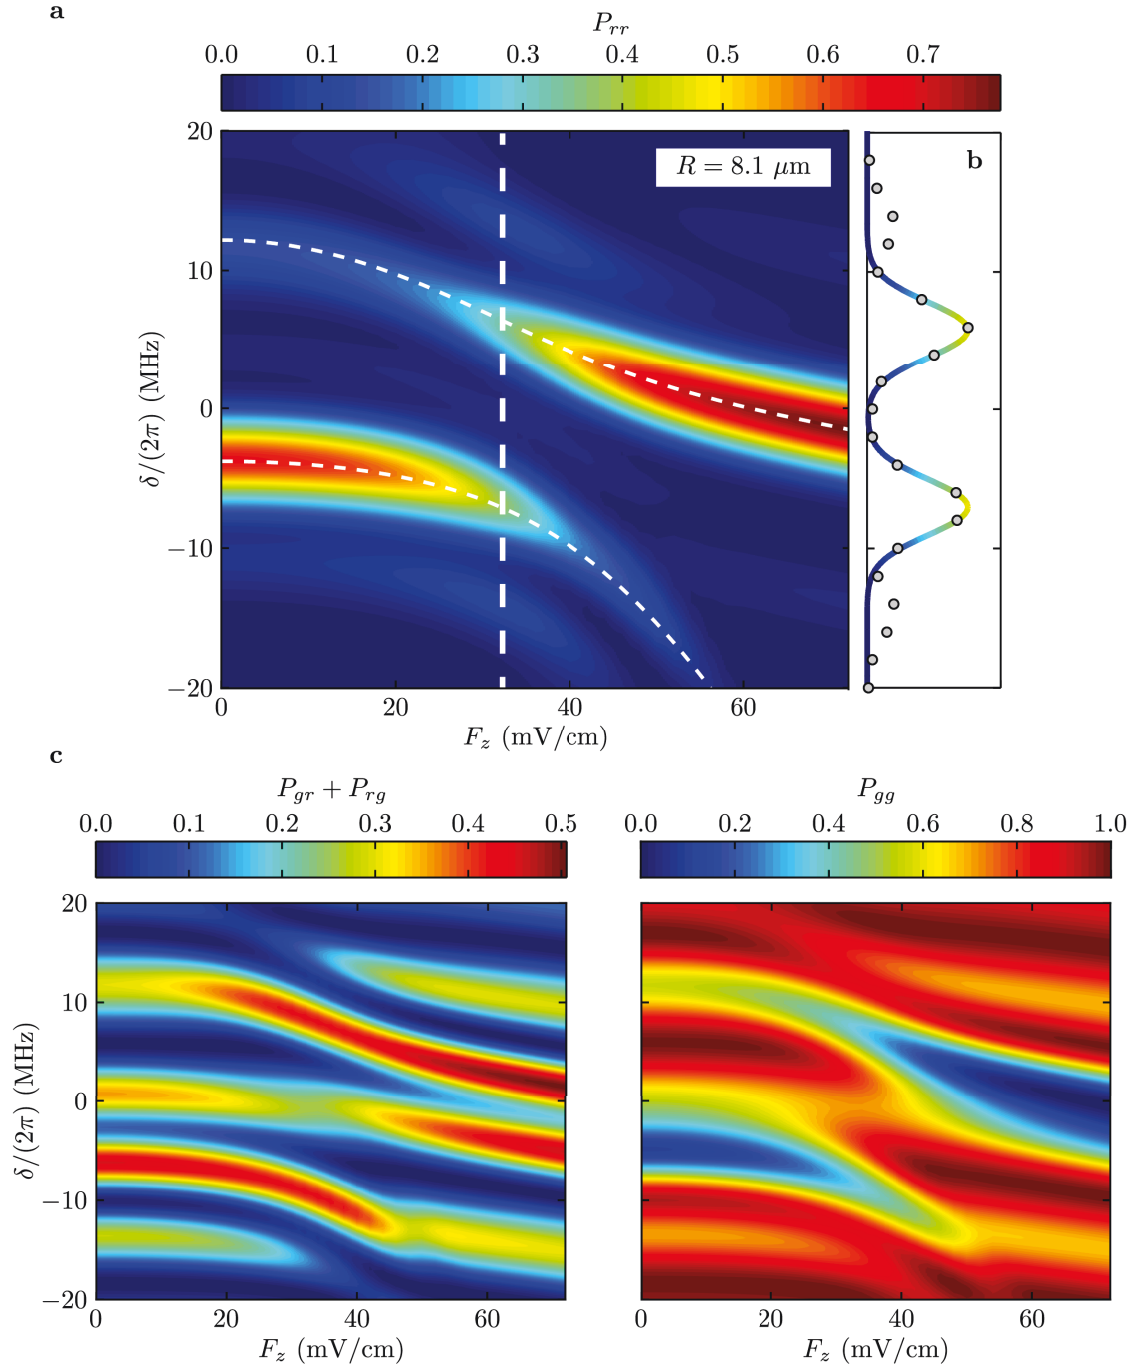 a
P_rr
0.0 0.1 0.2 0.3 0.4 0.5 0.6 0.7
20
10
0
−10
−20
δ/(2π) (MHz)
R = 8.1 μm
b
0 20 40 60
F_z (mV/cm)
c
P_gr + P_rg
0.0 0.1 0.2 0.3 0.4 0.5
20
10
0
−10
−20
δ/(2π) (MHz)
0 20 40 60
F_z (mV/cm)
P_gg
0.0 0.2 0.4 0.6 0.8 1.0
0 20 40 60
F_z (mV/cm)